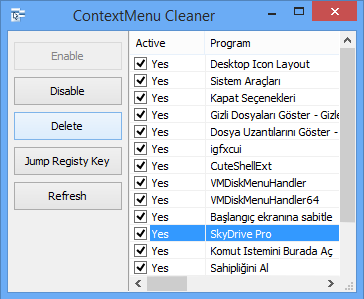 ContextMenu Cleaner
Enable
Disable
Delete
Jump Registy Key
Refresh
Active Program
Yes Desktop Icon Layout
Yes Sistem Araçları
Yes Kapat Seçenekleri
Yes Gizli Dosyaları Göster - Gizle
Yes Dosya Uzantılarını Göster -
Yes igfxcui
Yes CuteShellExt
Yes VMDiskMenuHandler
Yes VMDiskMenuHandler64
Yes Başlangıç ekranına sabitle
Yes SkyDrive Pro
Yes Komut Istemini Burada Aç
Yes Sahipliğini Al